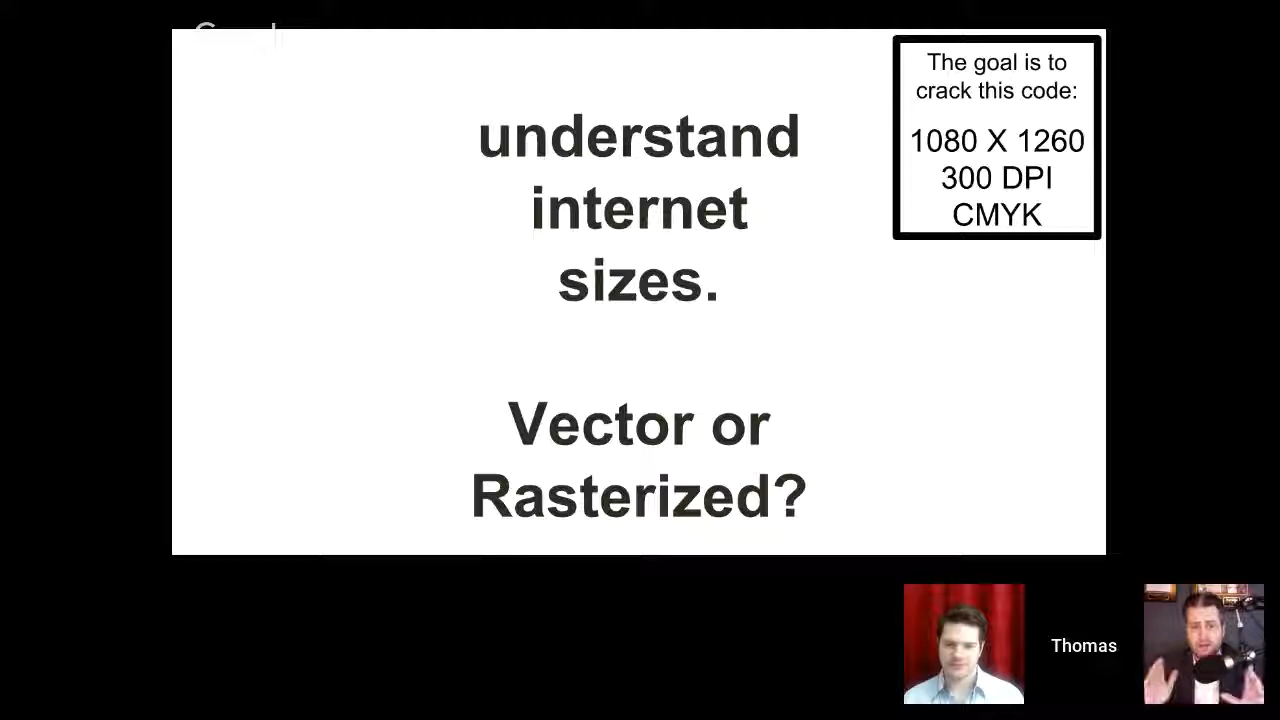 understand
internet
sizes.
Vector or
Rasterized?
The goal is to
crack this code:
1080 X 1260
300 DPI
CMYK
Thomas